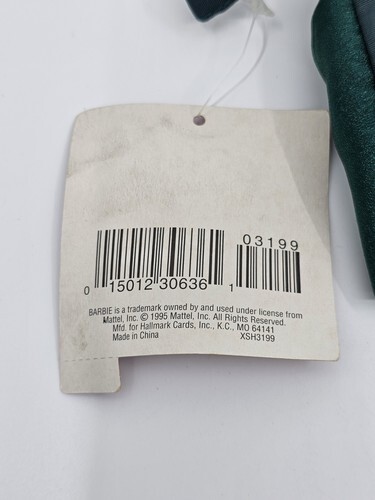 03199
0 15012 30636 1
BARBIE is a trademark owned by and used under license from
Mattel, Inc. © 1995 Mattel, Inc. All Rights Reserved.
Mfd. for Hallmark Cards, Inc., K.C., MO 64141
Made in China XSH3199